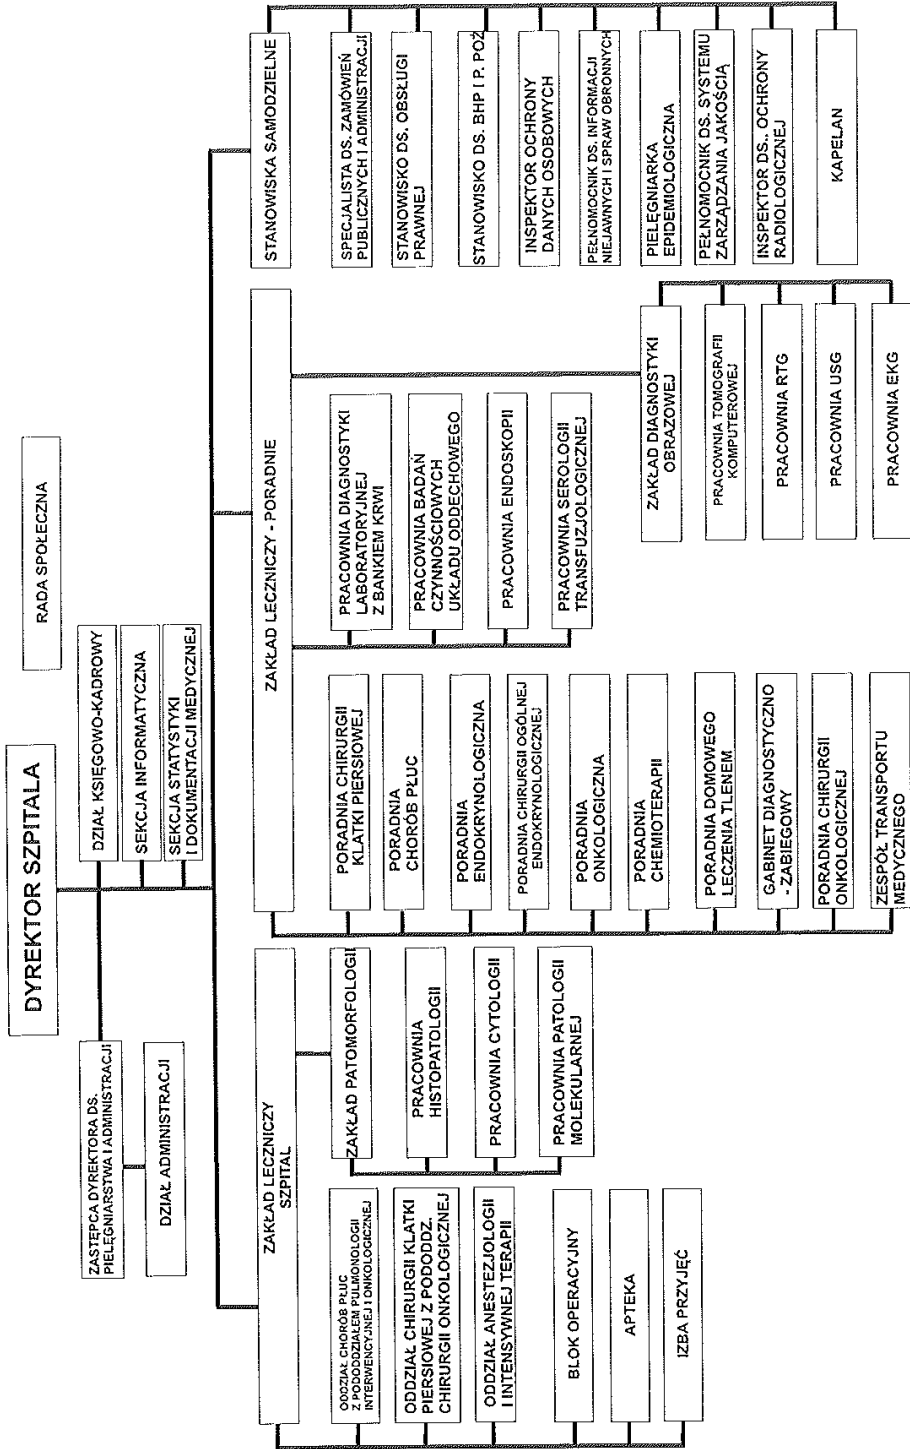 DYREKTOR SZPITALA
RADA SPOŁECZNA
ZASTĘPCA DYREKTORA DS.
PIELĘGNIARSTWA I ADMINISTRACJI
DZIAŁ ADMINISTRACJI
DZIAŁ KSIĘGOWO-KADROWY
SEKCJA INFORMATYCZNA
SEKCJA STATYSTYKI
I DOKUMENTACJI MEDYCZNEJ
ZAKŁAD LECZNICZY
SZPITAL
ODDZIAŁ CHORÓB PŁUC
Z PODODDZIAŁEM PULMONOLOGII
INTERWENCYJNEJ I ONKOLOGICZNEJ
ODDZIAŁ CHIRURGII KLATKI
PIERSIOWEJ Z PODODDZ.
CHIRURGII ONKOLOGICZNEJ
ODDZIAŁ ANESTEZJOLOGII
I INTENSYWNEJ TERAPII
BLOK OPERACYJNY
APTEKA
IZBA PRZYJĘĆ
ZAKŁAD PATOMORFOLOGII
PRACOWNIA
HISTOPATOLOGII
PRACOWNIA CYTOLOGII
PRACOWNIA PATOLOGII
MOLEKULARNEJ
ZAKŁAD LECZNICZY - PORADNIE
PORADNIA CHIRURGII
KLATKI PIERSIOWEJ
PORADNIA
CHORÓB PŁUC
PORADNIA
ENDOKRYNOLOGICZNA
PORADNIA CHIRURGII OGÓLNEJ
ENDOKRYNOLOGICZNEJ
PORADNIA
ONKOLOGICZNA
PORADNIA
CHEMIOTERAPII
PORADNIA DOMOWEGO
LECZENIA TLENEM
GABINET DIAGNOSTYCZNO
- ZABIEGOWY
PORADNIA CHIRURGII
ONKOLOGICZNEJ
ZESPÓŁ TRANSPORTU
MEDYCZNEGO
PRACOWNIA DIAGNOSTYKI
LABORATORYJNEJ
Z BANKIEM KRWI
PRACOWNIA BADAŃ
CZYNNOŚCIOWYCH
UKŁADU ODDECHOWEGO
PRACOWNIA ENDOSKOPII
PRACOWNIA SEROLOGII
TRANSFUZJOLOGICZNEJ
ZAKŁAD DIAGNOSTYKI
OBRAZOWEJ
PRACOWNIA TOMOGRAFII
KOMPUTEROWEJ
PRACOWNIA RTG
PRACOWNIA USG
PRACOWNIA EKG
STANOWISKA SAMODZIELNE
SPECJALISTA DS. ZAMÓWIEŃ
PUBLICZNYCH I ADMINISTRACJI
STANOWISKO DS. OBSŁUGI
PRAWNEJ
STANOWISKO DS. BHP I P. POŻ
INSPEKTOR OCHRONY
DANYCH OSOBOWYCH
PEŁNOMOCNIK DS. INFORMACJI
NIEJAWNYCH I SPRAW OBRONNYCH
PIELĘGNIARKA
EPIDEMIOLOGICZNA
PEŁNOMOCNIK DS. SYSTEMU
ZARZĄDZANIA JAKOŚCIĄ
INSPEKTOR DS.. OCHRONY
RADIOLOGICZNEJ
KAPELAN